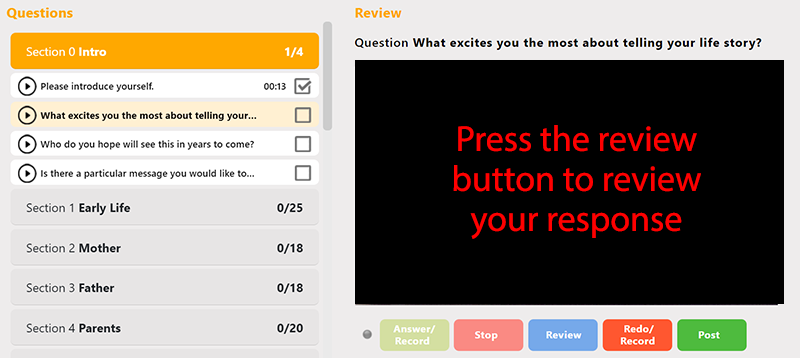 Questions
Section 0 Intro 1/4
Please introduce yourself. 00:13
What excites you the most about telling your...
Who do you hope will see this in years to come?
Is there a particular message you would like to...
Section 1 Early Life 0/25
Section 2 Mother 0/18
Section 3 Father 0/18
Section 4 Parents 0/20
Review
Question What excites you the most about telling your life story?
Press the review
button to review
your response
Answer/
Record
Stop
Review
Redo/
Record
Post